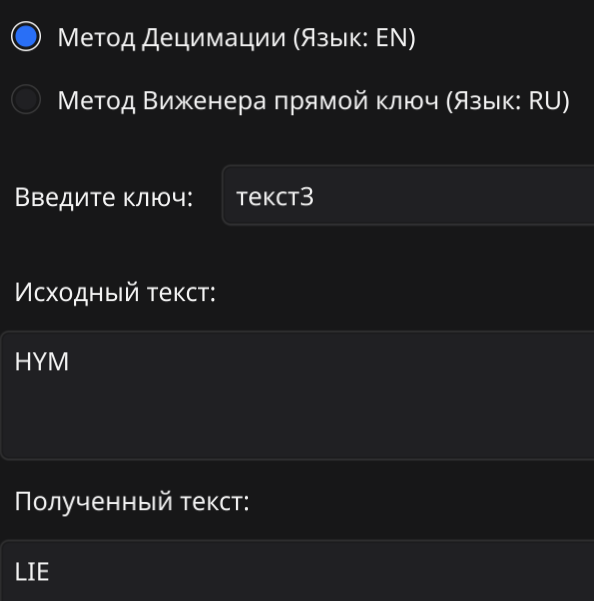 Метод Децимации (Язык: EN)
Метод Виженера прямой ключ (Язык: RU)
Введите ключ: текст3
Исходный текст:
HYM
Полученный текст:
LIE